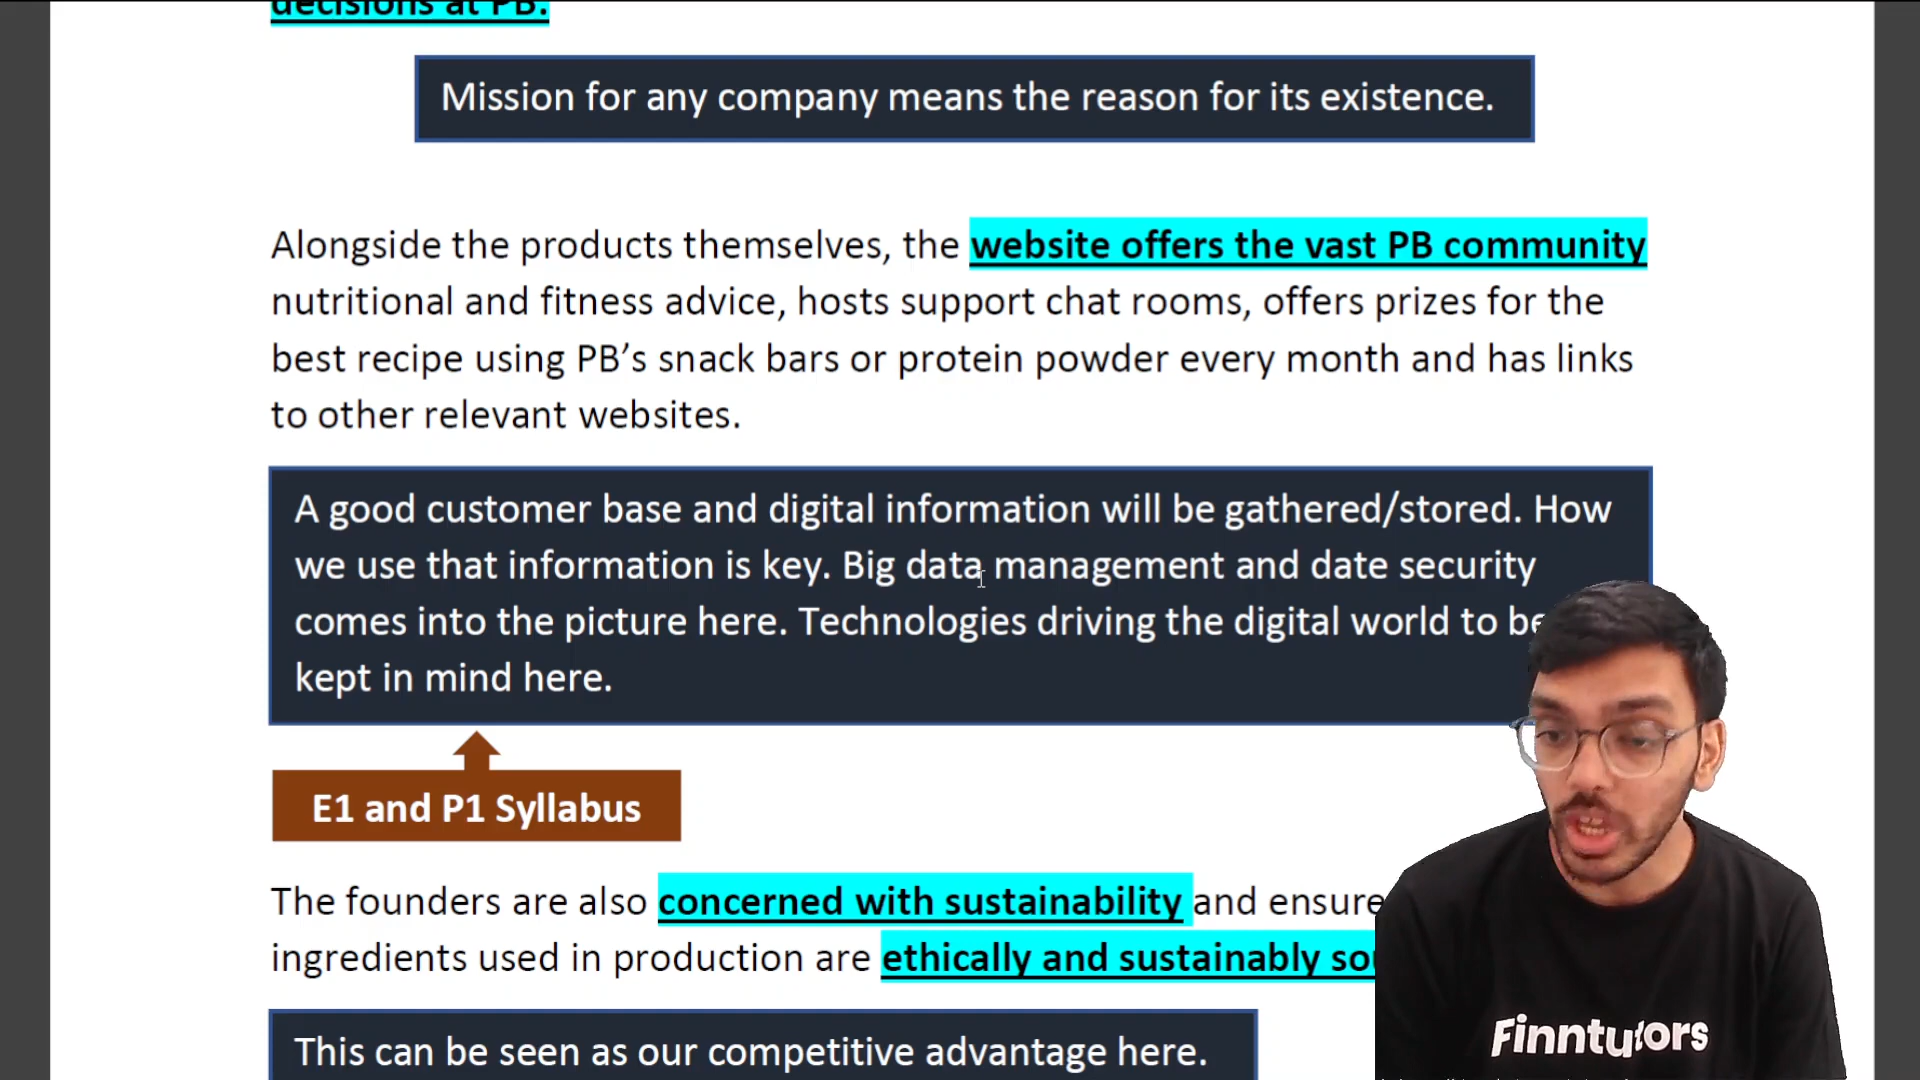 decisions at PB.
Mission for any company means the reason for its existence.
Alongside the products themselves, the website offers the vast PB community
nutritional and fitness advice, hosts support chat rooms, offers prizes for the
best recipe using PB’s snack bars or protein powder every month and has links
to other relevant websites.
A good customer base and digital information will be gathered/stored. How
we use that information is key. Big data management and date security
comes into the picture here. Technologies driving the digital world to be
kept in mind here.
E1 and P1 Syllabus
The founders are also concerned with sustainability and ensure
ingredients used in production are ethically and sustainably
This can be seen as our competitive advantage here.
Finntutors